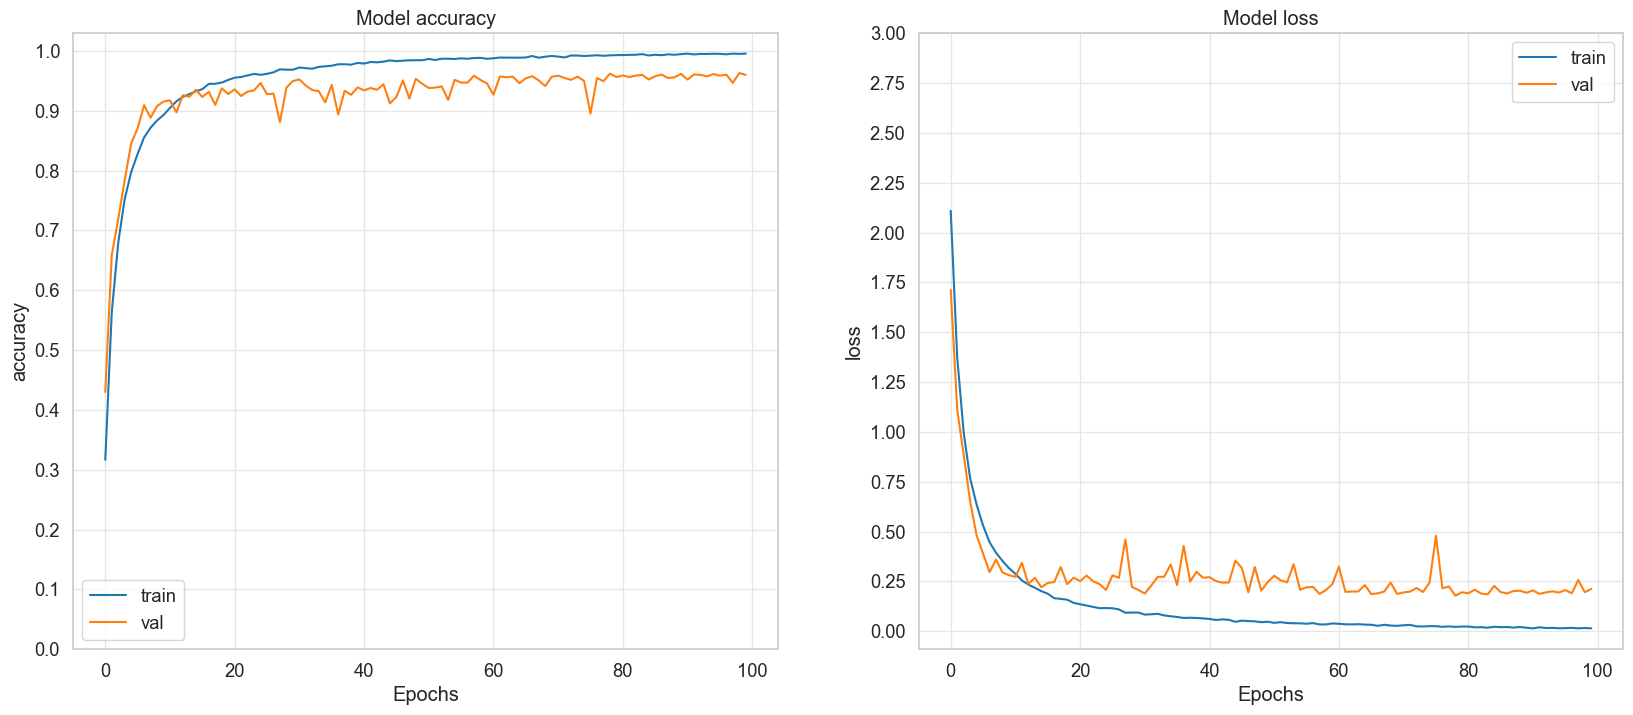 Model accuracy
1.0
0.9
0.8
0.7
0.6
0.5
0.4
0.3
0.2
0.1
0.0
accuracy
0 20 40 60 80 100
Epochs
train
val
Model loss
3.00
2.75
2.50
2.25
2.00
1.75
1.50
1.25
1.00
0.75
0.50
0.25
0.00
loss
0 20 40 60 80 100
Epochs
train
val